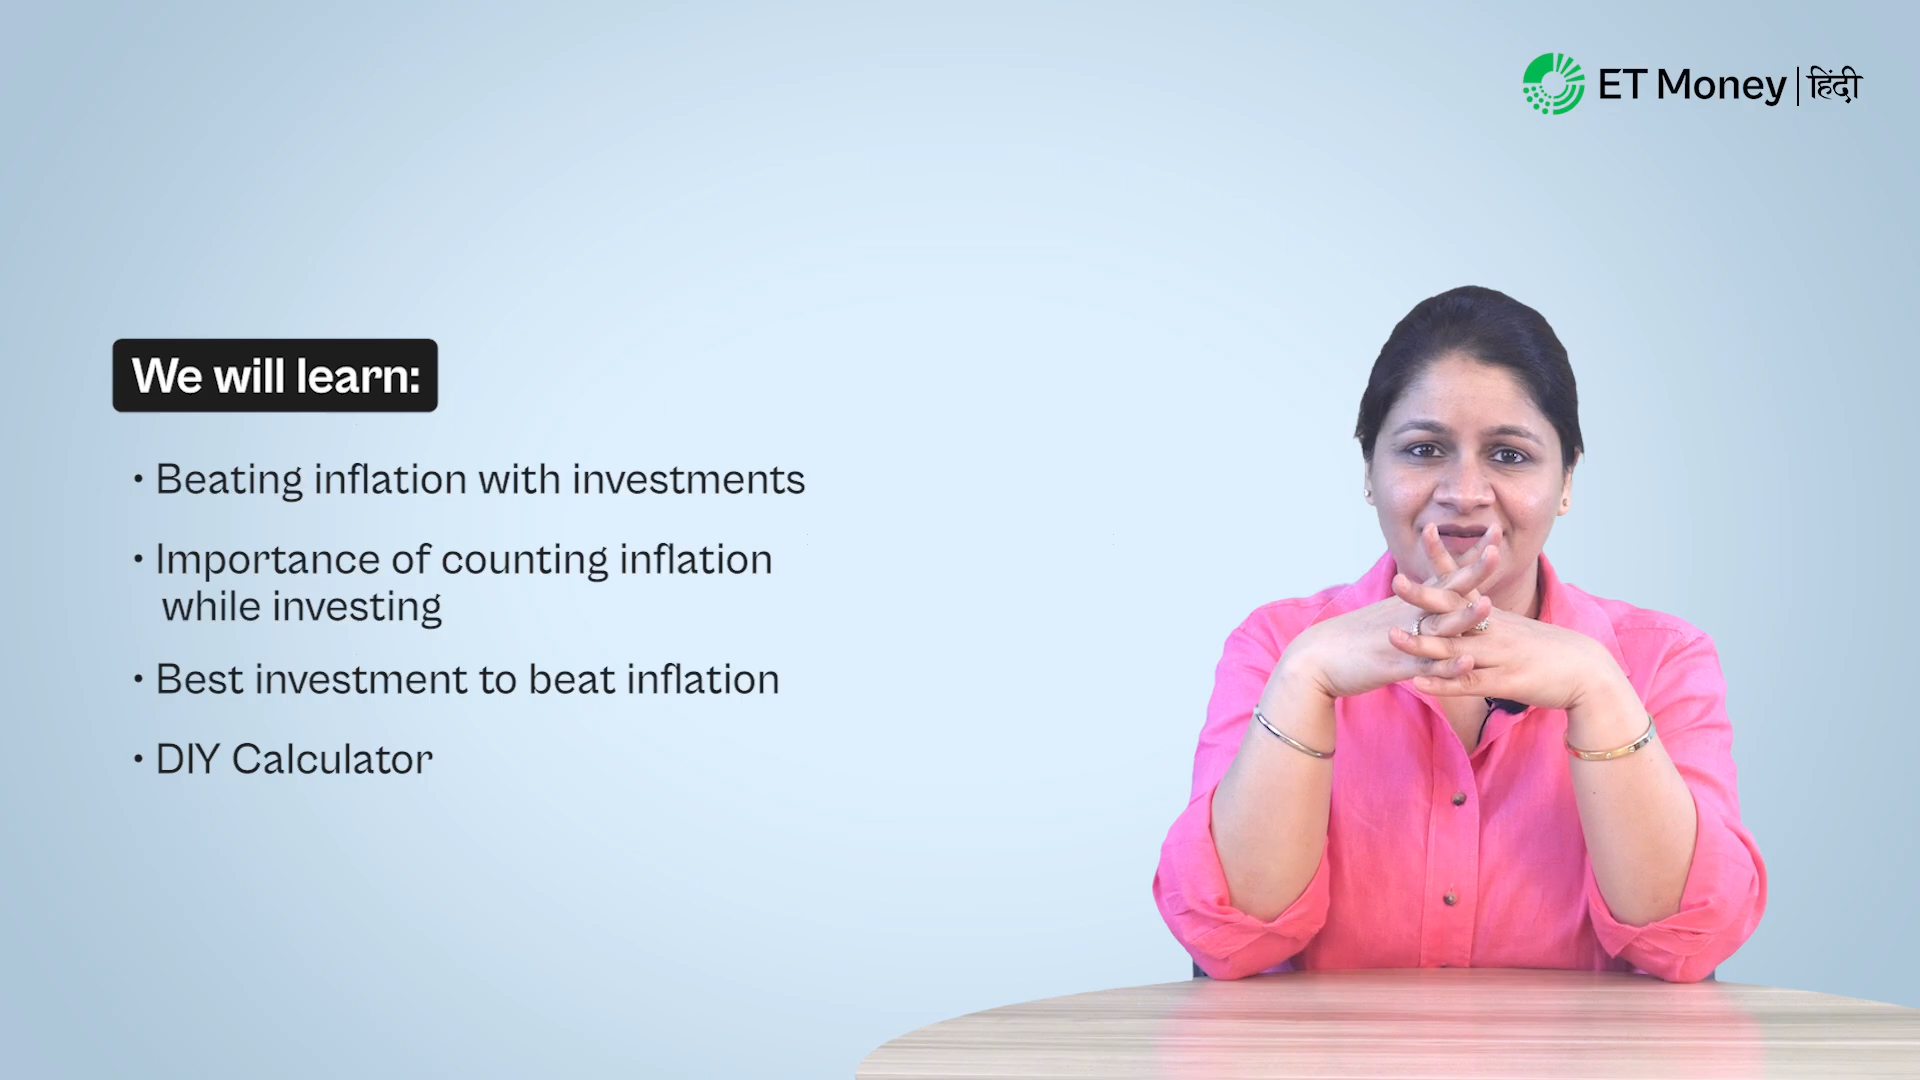 ET Money | हिंदी
We will learn:
• Beating inflation with investments
• Importance of counting inflation
while investing
• Best investment to beat inflation
• DIY Calculator